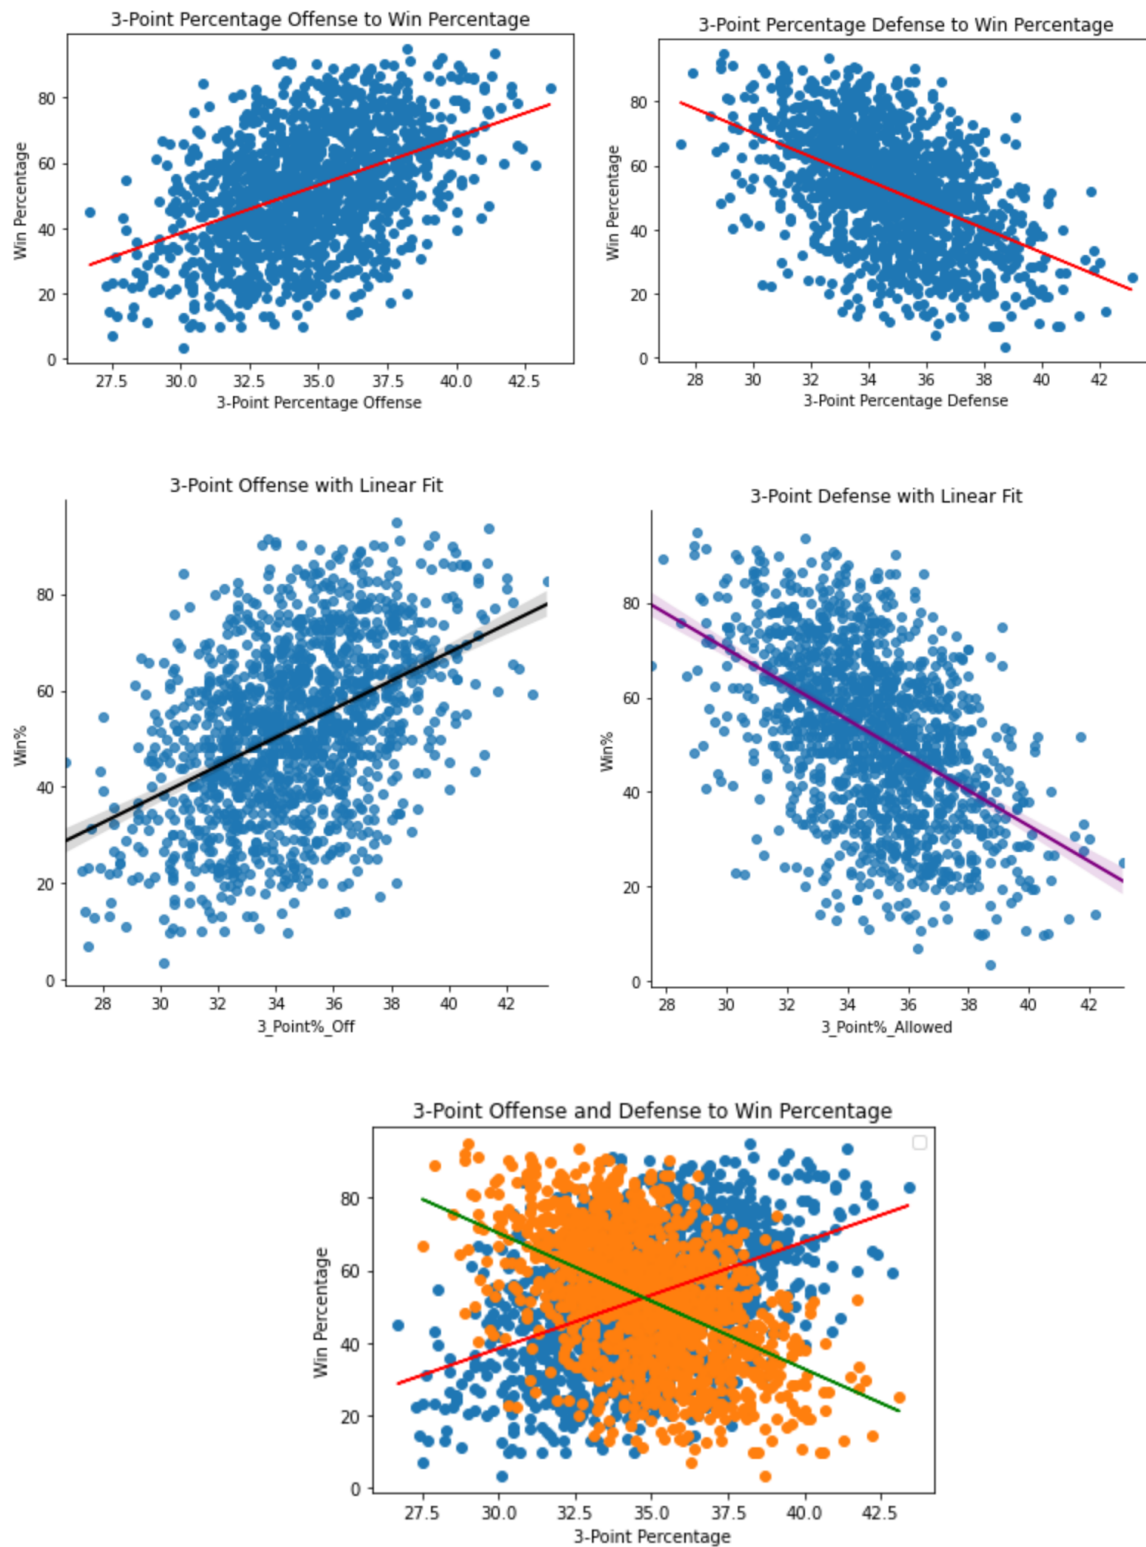 3-Point Percentage Offense to Win Percentage
Win Percentage
80
60
40
20
0
27.5 30.0 32.5 35.0 37.5 40.0 42.5
3-Point Percentage Offense
3-Point Percentage Defense to Win Percentage
Win Percentage
80
60
40
20
0
28 30 32 34 36 38 40 42
3-Point Percentage Defense
3-Point Offense with Linear Fit
Win%
80
60
40
20
0
28 30 32 34 36 38 40 42
3_Point%_Off
3-Point Defense with Linear Fit
Win%
80
60
40
20
0
28 30 32 34 36 38 40 42
3_Point%_Allowed
3-Point Offense and Defense to Win Percentage
Win Percentage
80
60
40
20
0
27.5 30.0 32.5 35.0 37.5 40.0 42.5
3-Point Percentage